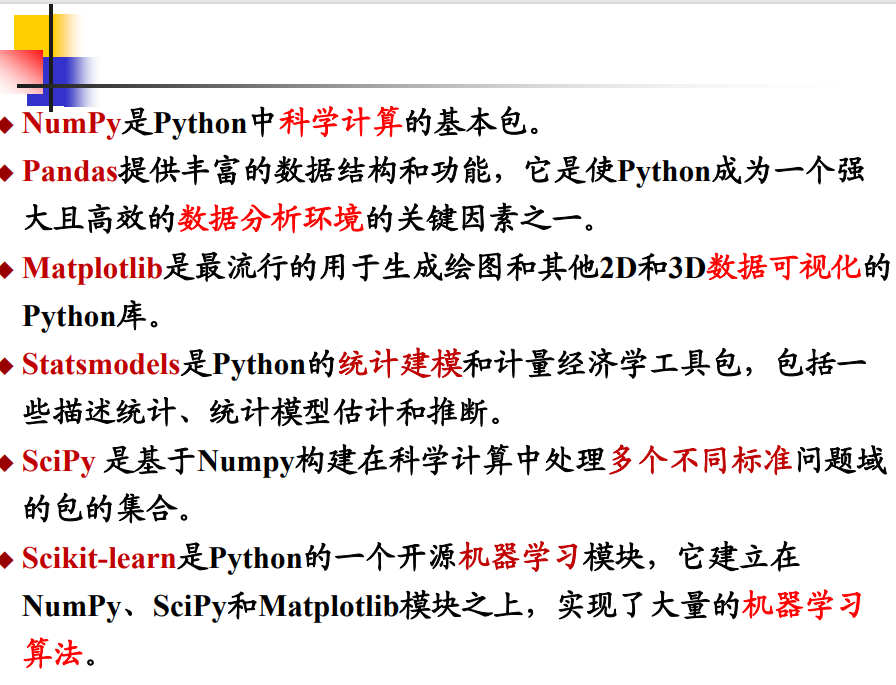 ◆ NumPy是Python中科学计算的基本包。
◆ Pandas提供丰富的数据结构和功能，它是使Python成为一个强
大且高效的数据分析环境的关键因素之一。
◆ Matplotlib是最流行的用于生成绘图和其他2D和3D数据可视化的
Python库。
◆ Statsmodels是Python的统计建模和计量经济学工具包，包括一
些描述统计、统计模型估计和推断。
◆ SciPy 是基于Numpy构建在科学计算中处理多个不同标准问题域
的包的集合。
◆ Scikit-learn是Python的一个开源机器学习模块，它建立在
NumPy、SciPy和Matplotlib模块之上，实现了大量的机器学习
算法。